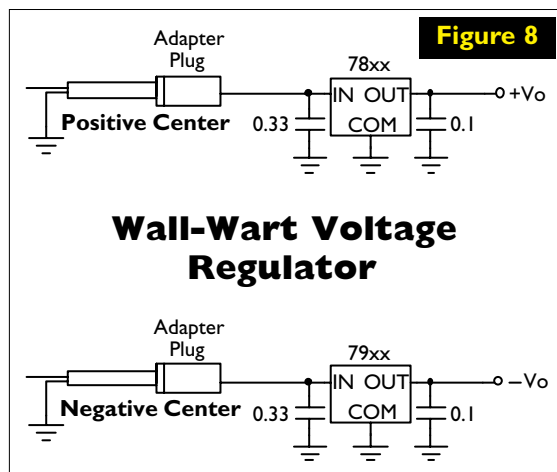 Figure 8
Adapter
Plug
78xx
IN OUT
COM
+Vo
Positive Center
0.33
0.1
Wall-Wart Voltage
Regulator
Adapter
Plug
79xx
IN OUT
COM
–Vo
Negative Center
0.33
0.1